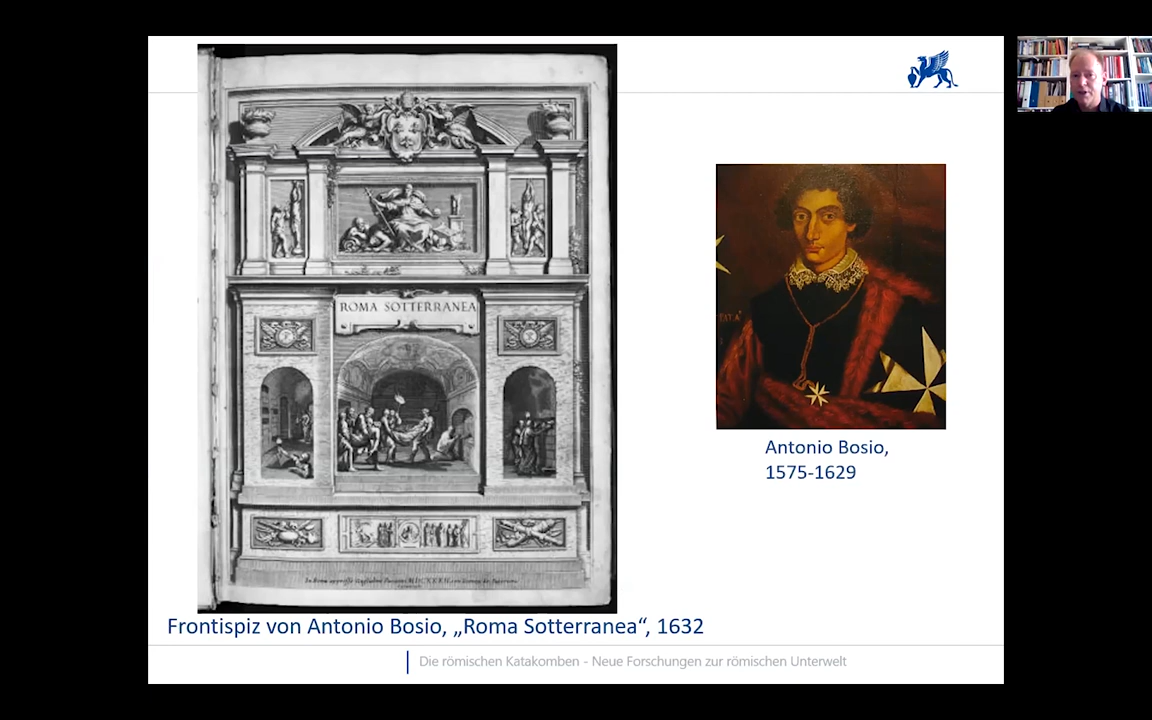 ROMA SOTTERRANEA
Antonio Bosio,
1575-1629
Frontispiz von Antonio Bosio, „Roma Sotterranea“, 1632
Die römischen Katakomben - Neue Forschungen zur römischen Unterwelt